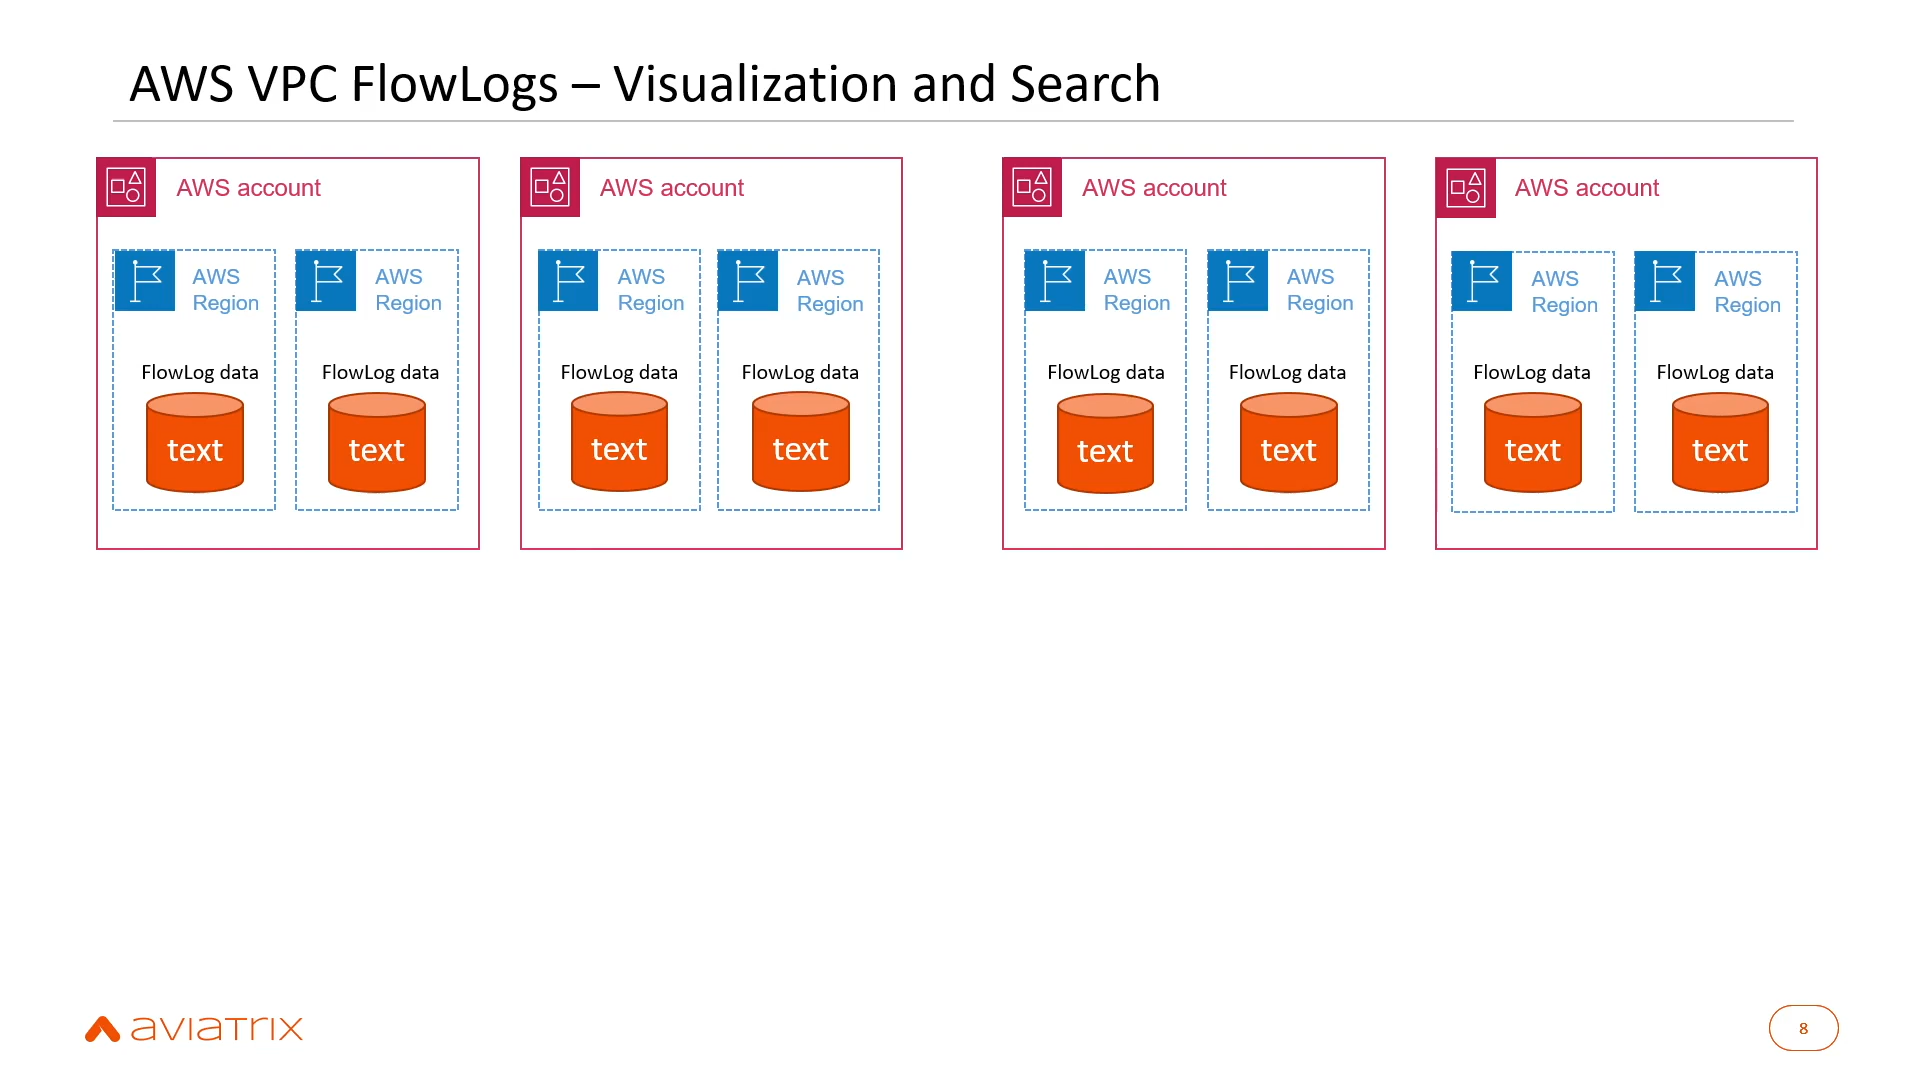 AWS VPC FlowLogs – Visualization and Search
AWS account
AWS
Region
FlowLog data
text
AWS
Region
FlowLog data
text
AWS account
AWS
Region
FlowLog data
text
AWS
Region
FlowLog data
text
AWS account
AWS
Region
FlowLog data
text
AWS
Region
FlowLog data
text
AWS account
AWS
Region
FlowLog data
text
AWS
Region
FlowLog data
text
aviatrix
8